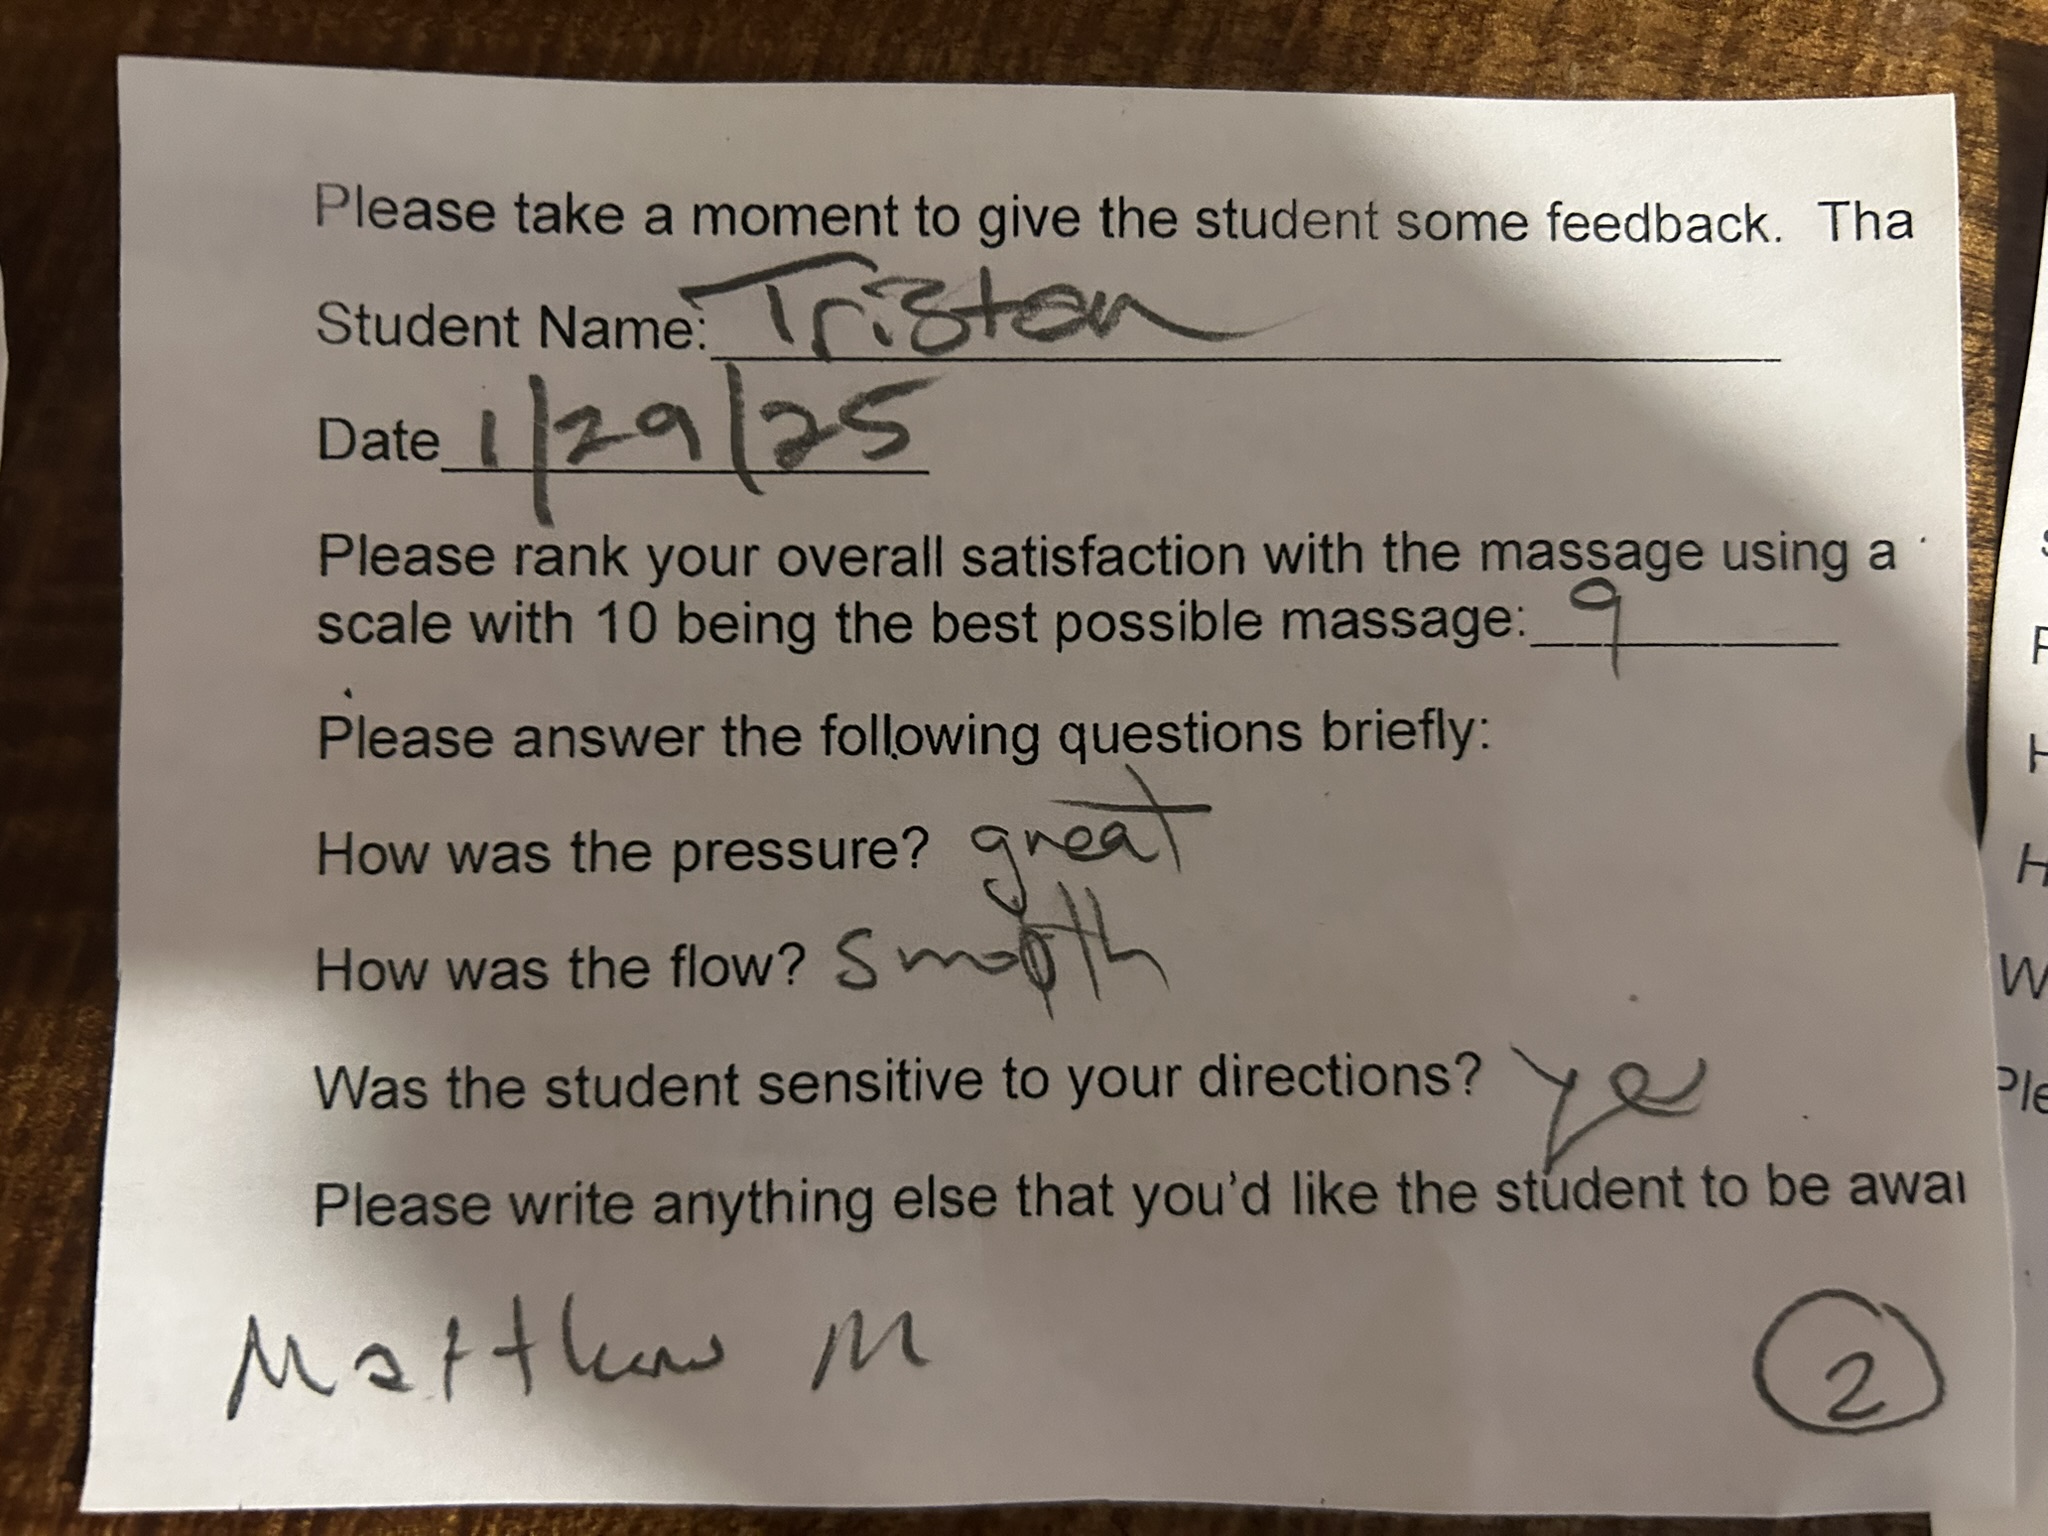 Please take a moment to give the student some feedback. Tha
Student Name: Tristan
Date 1/29/25
Please rank your overall satisfaction with the massage using a
scale with 10 being the best possible massage: 9
Please answer the following questions briefly:
How was the pressure? great
How was the flow? Smooth
Was the student sensitive to your directions? yes
Please write anything else that you'd like the student to be awar
Matthew M
2
S
F
H
H
W
Ple